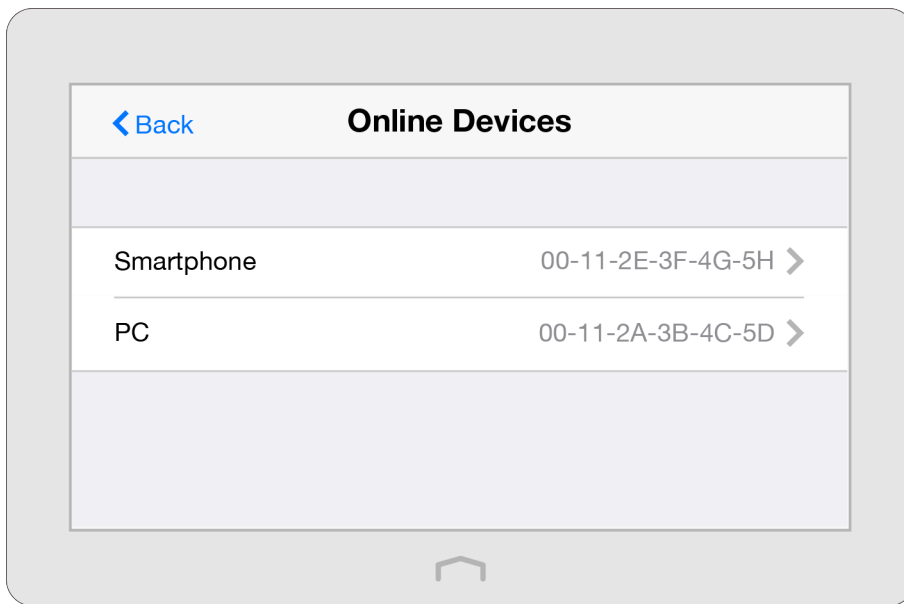 Back Online Devices
Smartphone 00-11-2E-3F-4G-5H
PC 00-11-2A-3B-4C-5D